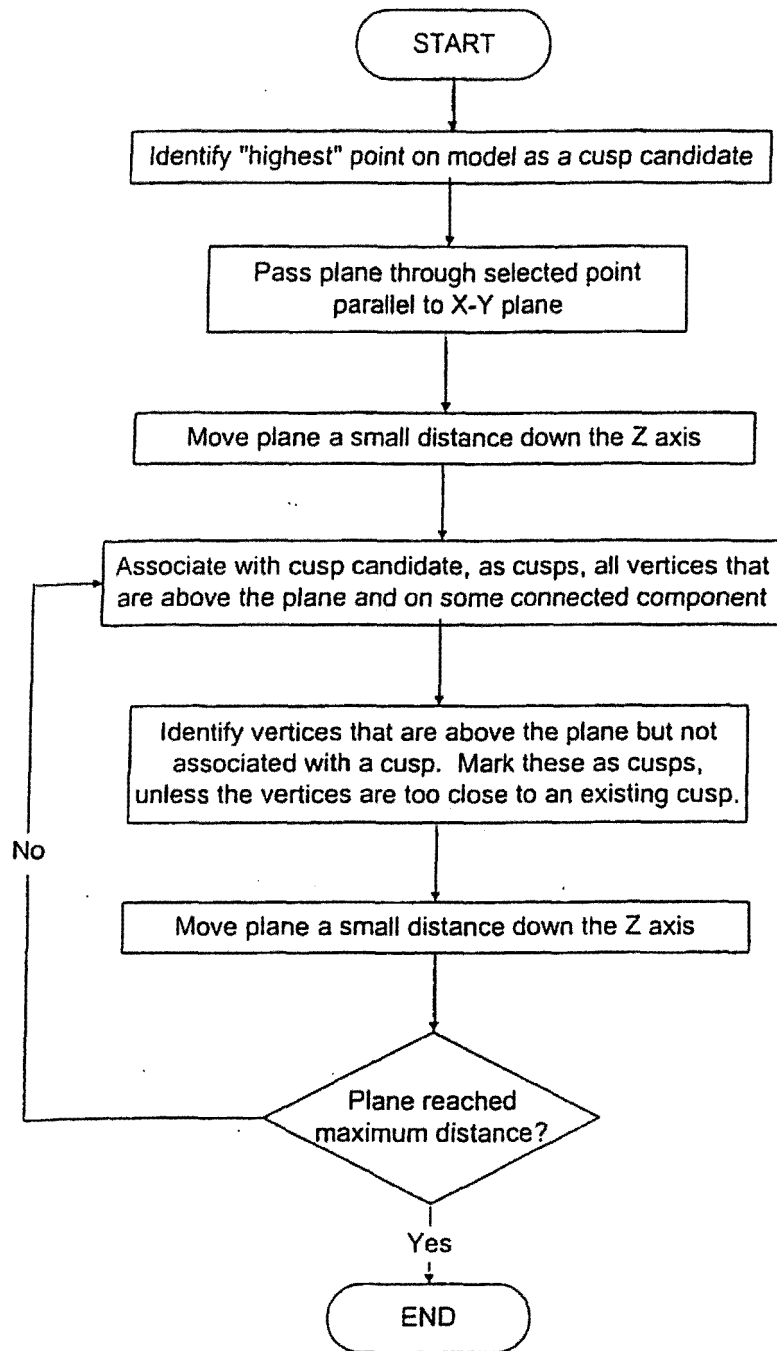 START
Identify "highest" point on model as a cusp candidate
Pass plane through selected point
parallel to X-Y plane
Move plane a small distance down the Z axis
Associate with cusp candidate, as cusps, all vertices that
are above the plane and on some connected component
Identify vertices that are above the plane but not
associated with a cusp. Mark these as cusps,
unless the vertices are too close to an existing cusp.
No
Move plane a small distance down the Z axis
Plane reached
maximum distance?
Yes
END